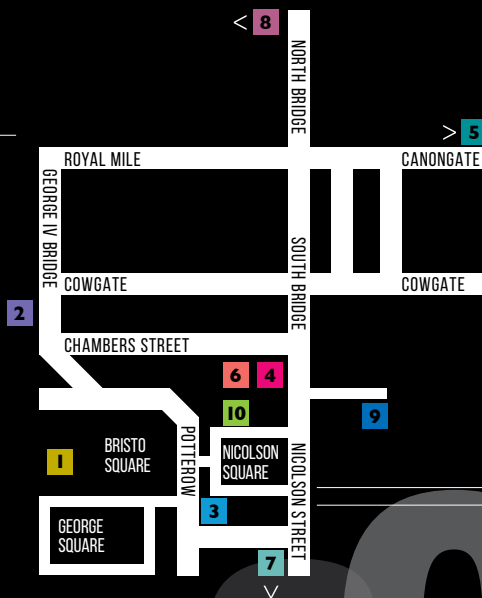 < 8
NORTH BRIDGE
> 5
ROYAL MILE
CANONGATE
GEORGE IV BRIDGE
SOUTH BRIDGE
COWGATE
COWGATE
2
CHAMBERS STREET
6 4
10
9
1
BRISTO
SQUARE
POTTEROW
NICOLSON
SQUARE
NICOLSON STREET
3
GEORGE
SQUARE
7